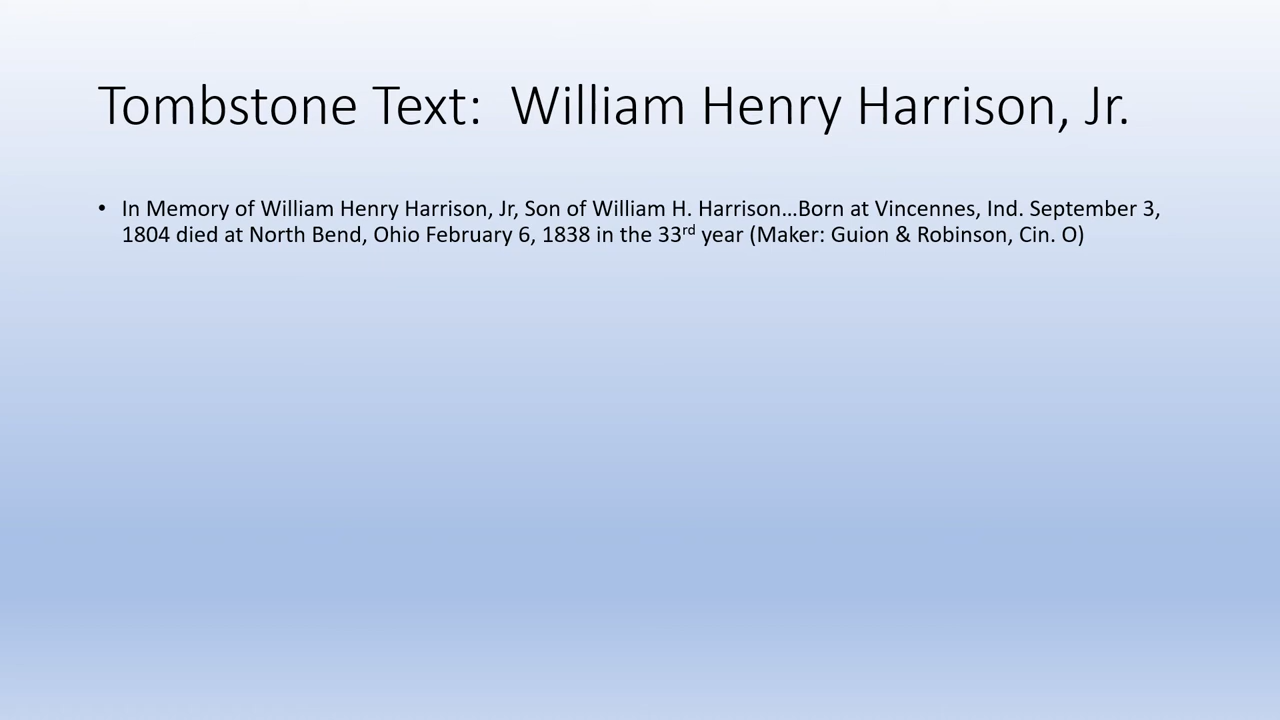 Tombstone Text:  William Henry Harrison, Jr.
• In Memory of William Henry Harrison, Jr, Son of William H. Harrison…Born at Vincennes, Ind. September 3,
1804 died at North Bend, Ohio February 6, 1838 in the 33rd year (Maker: Guion & Robinson, Cin. O)